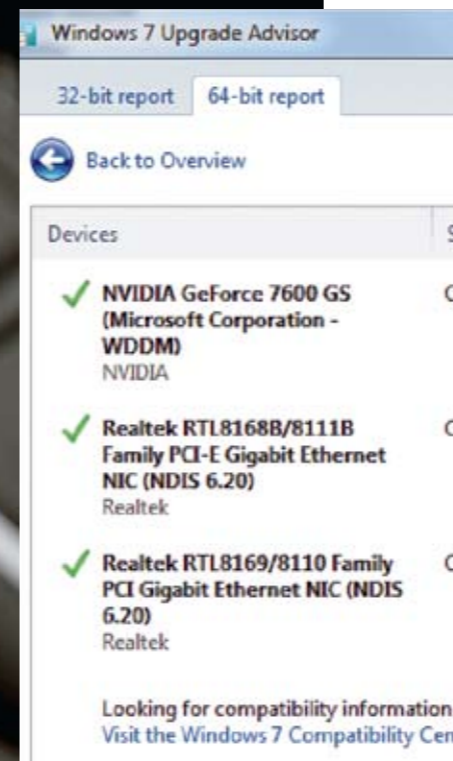 Windows 7 Upgrade Advisor
32-bit report 64-bit report
Back to Overview
Devices
NVIDIA GeForce 7600 GS
(Microsoft Corporation -
WDDM)
NVIDIA
Realtek RTL8168B/8111B
Family PCI-E Gigabit Ethernet
NIC (NDIS 6.20)
Realtek
Realtek RTL8169/8110 Family
PCI Gigabit Ethernet NIC (NDIS
6.20)
Realtek
Looking for compatibility information
Visit the Windows 7 Compatibility